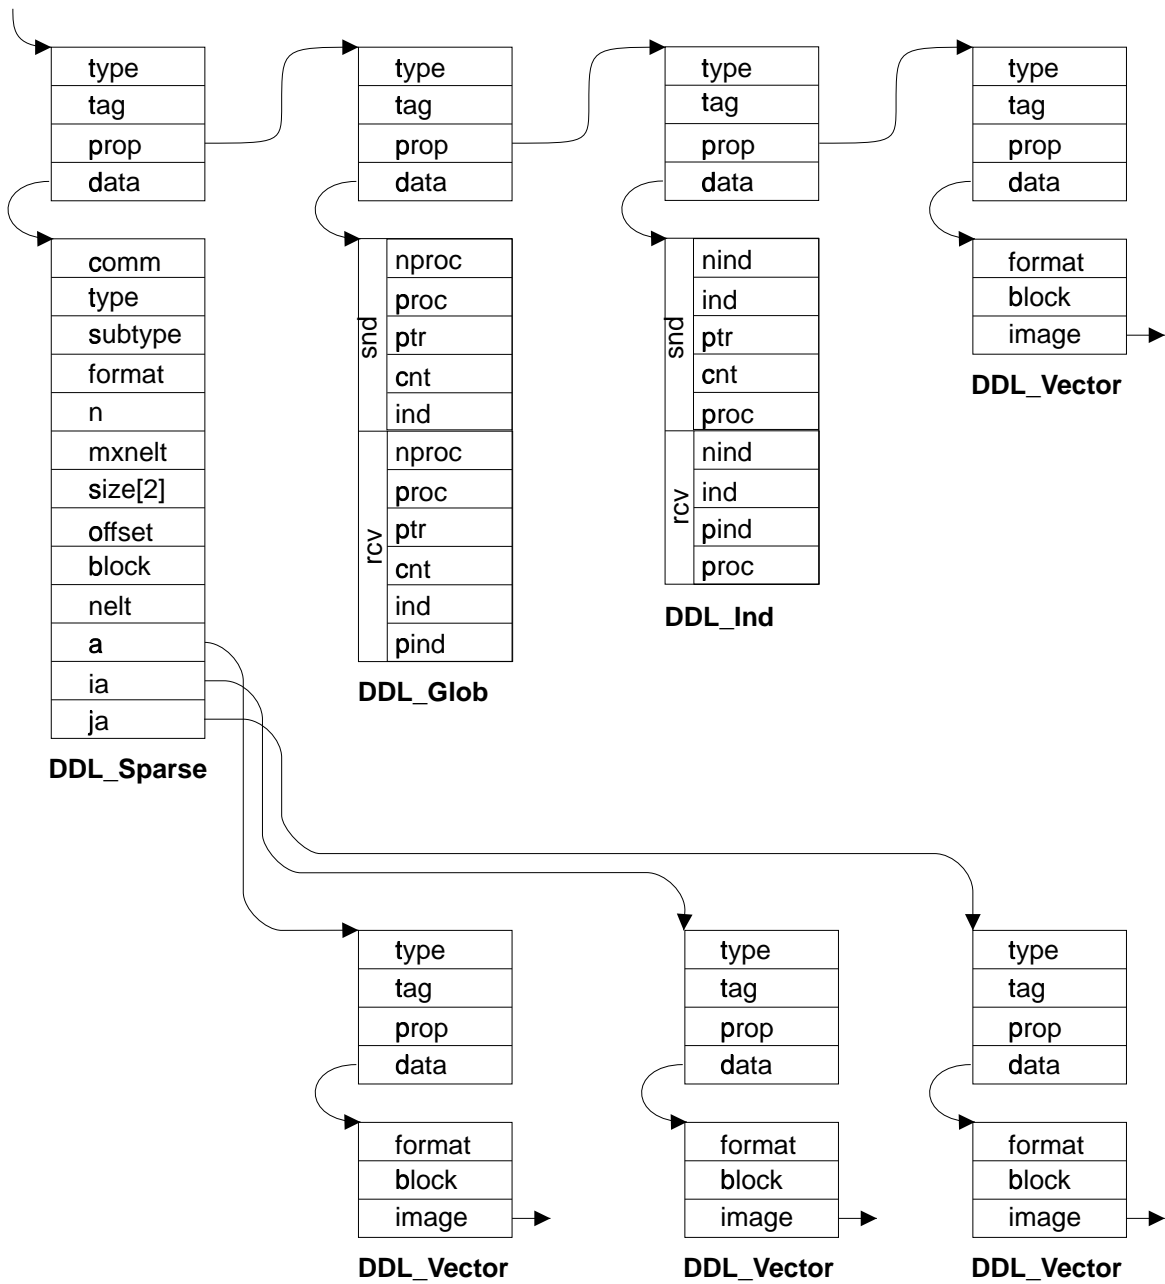 type
tag
prop
data
type
tag
prop
data
type
tag
prop
data
type
tag
prop
data
comm
type
subtype
format
n
mxnelt
size[2]
offset
block
nelt
a
ia
ja
DDL_Sparse
snd
nproc
proc
ptr
cnt
ind
rcv
nproc
proc
ptr
cnt
ind
pind
DDL_Glob
snd
nind
ind
ptr
cnt
proc
rcv
nind
ind
pind
proc
DDL_Ind
format
block
image
DDL_Vector
type
tag
prop
data
format
block
image
DDL_Vector
type
tag
prop
data
format
block
image
DDL_Vector
type
tag
prop
data
format
block
image
DDL_Vector